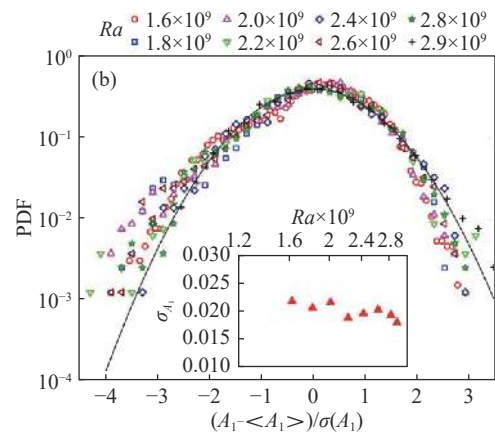 Ra 1.6×10⁹ 2.0×10⁹ 2.4×10⁹ 2.8×10⁹
1.8×10⁹ 2.2×10⁹ 2.6×10⁹ 2.9×10⁹
10⁰
(b)
10⁻¹
PDF
10⁻²
10⁻³
10⁻⁴
Ra×10⁹
1.2 1.6 2.0 2.4 2.8
0.030
0.025
σ_A₁ 0.020
0.015
0.010
−4 −3 −2 −1 0 1 2 3
(A₁-<A₁>)/σ(A₁)